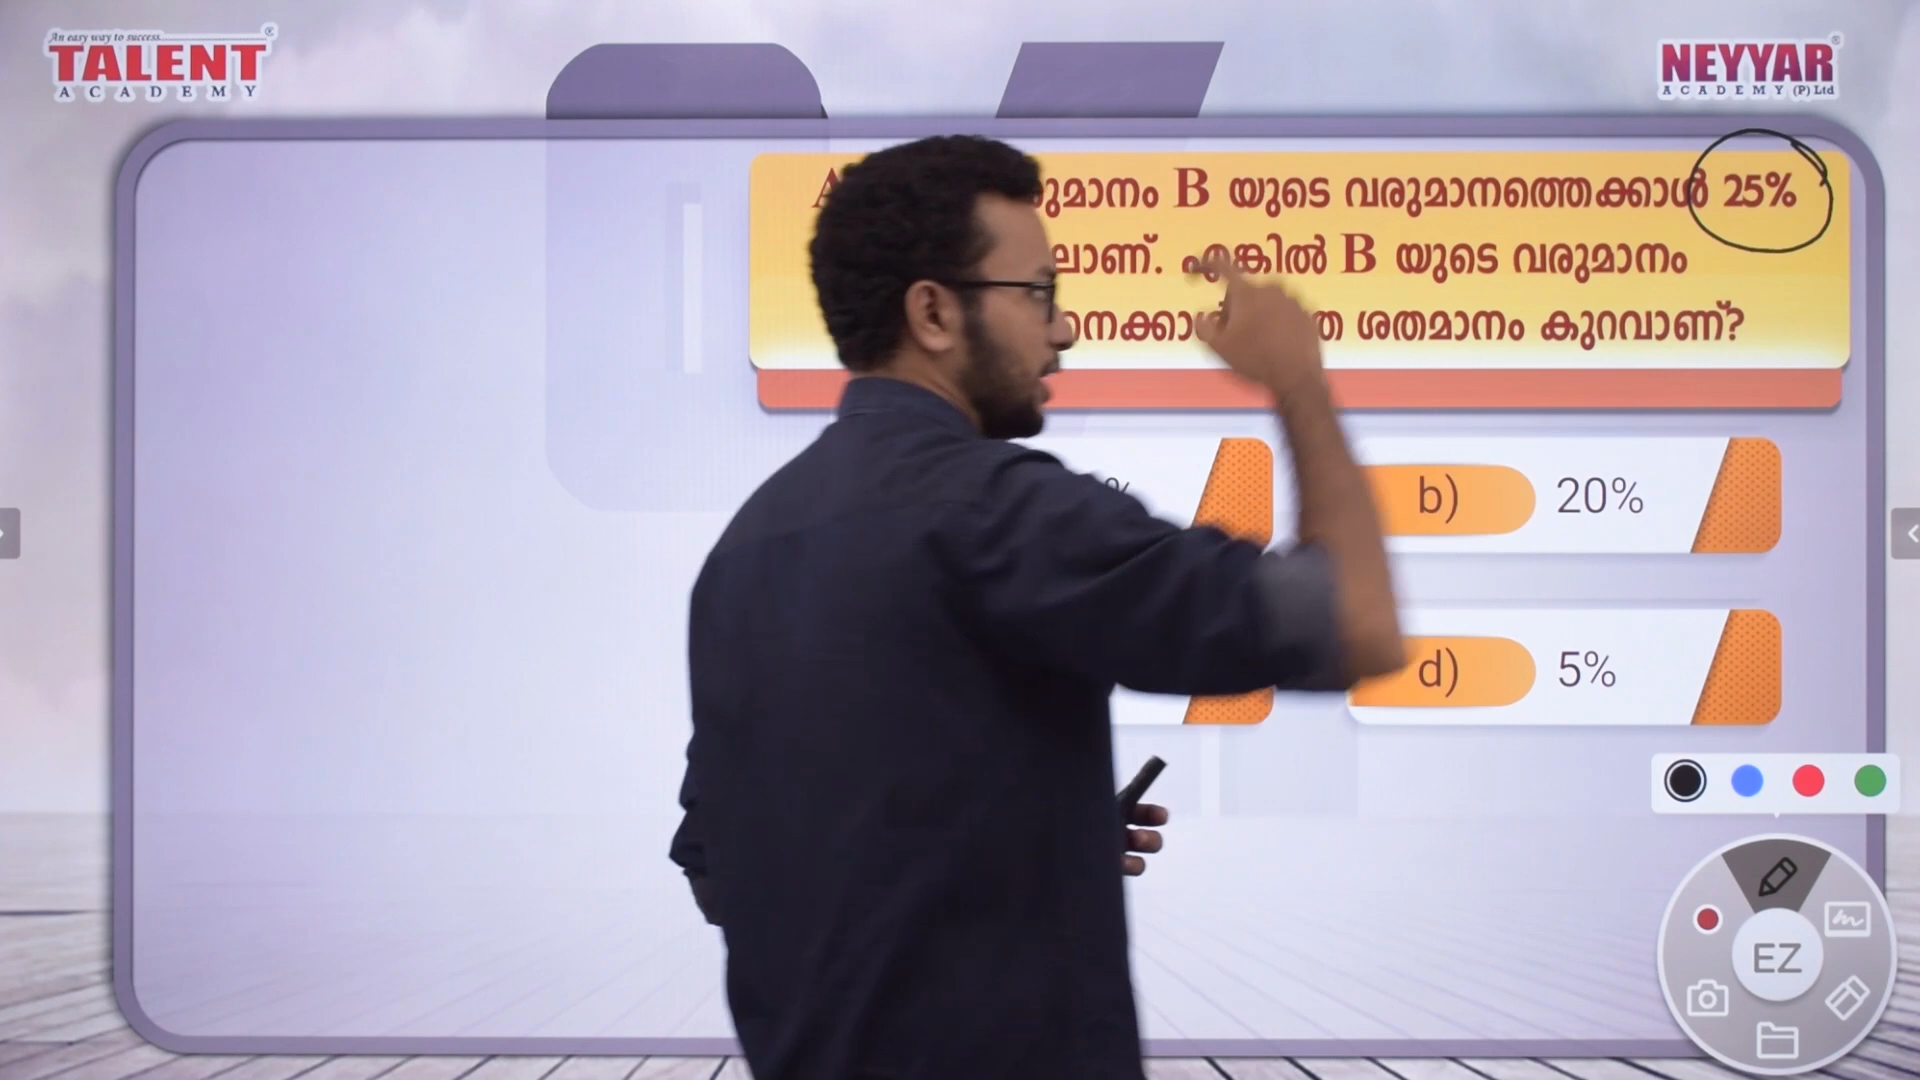 An easy way to success
TALENT
ACADEMY
NEYYAR
ACADEMY (P) Ltd
B യുടെ വരുമാനത്തെക്കാൾ 25%
എങ്കിൽ B യുടെ വരുമാനം
ശതമാനം കുറവാണ്?
b) 20%
d) 5%
EZ